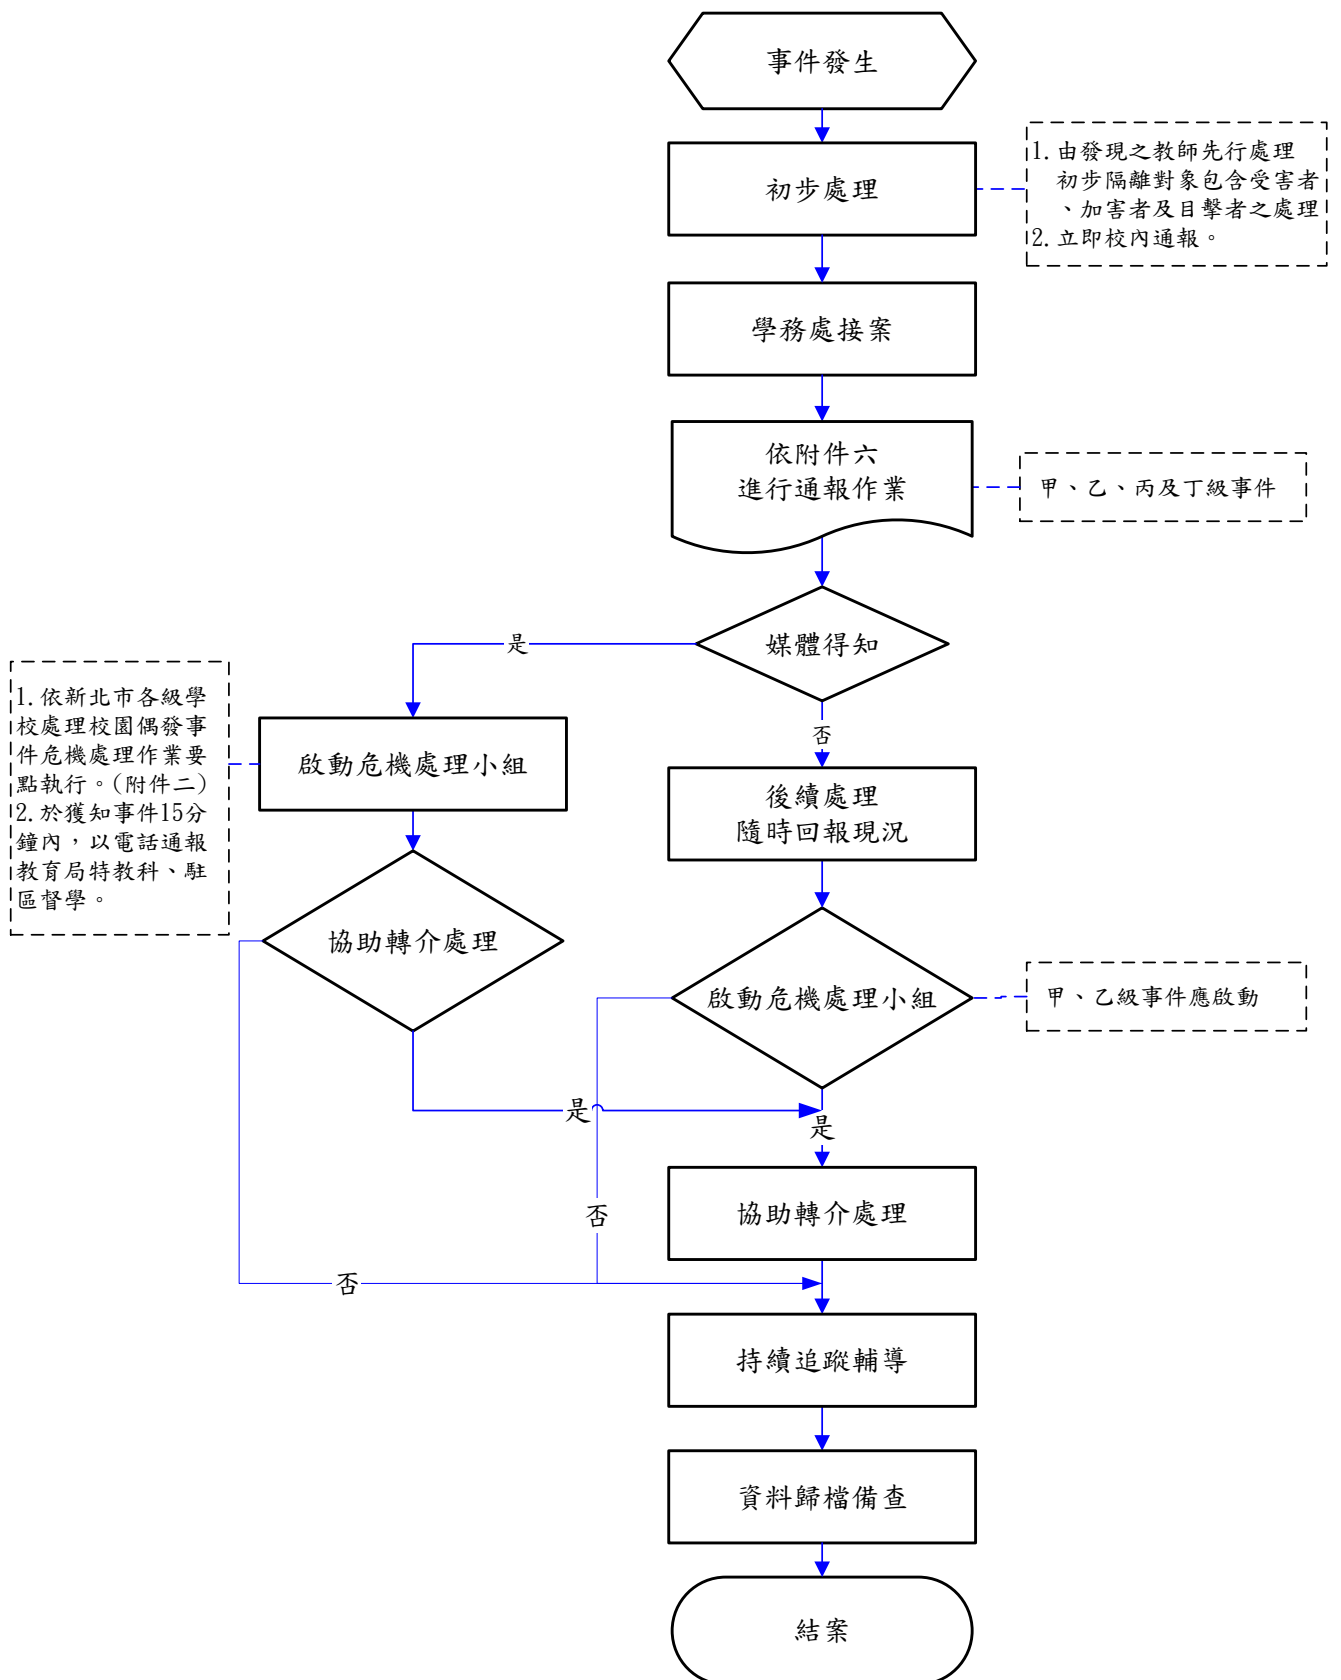 事件發生
初步處理
1.由發現之教師先行處理
初步隔離對象包含受害者
、加害者及目擊者之處理
2.立即校內通報。
學務處接案
依附件六
進行通報作業
甲、乙、丙及丁級事件
媒體得知
是
否
1.依新北市各級學
校處理校園偶發事
件危機處理作業要
點執行。(附件二)
2.於獲知事件15分
鐘內，以電話通報
教育局特教科、駐
區督學。
啟動危機處理小組
後續處理
隨時回報現況
協助轉介處理
啟動危機處理小組
甲、乙級事件應啟動
是
是
協助轉介處理
否
否
持續追蹤輔導
資料歸檔備查
結案